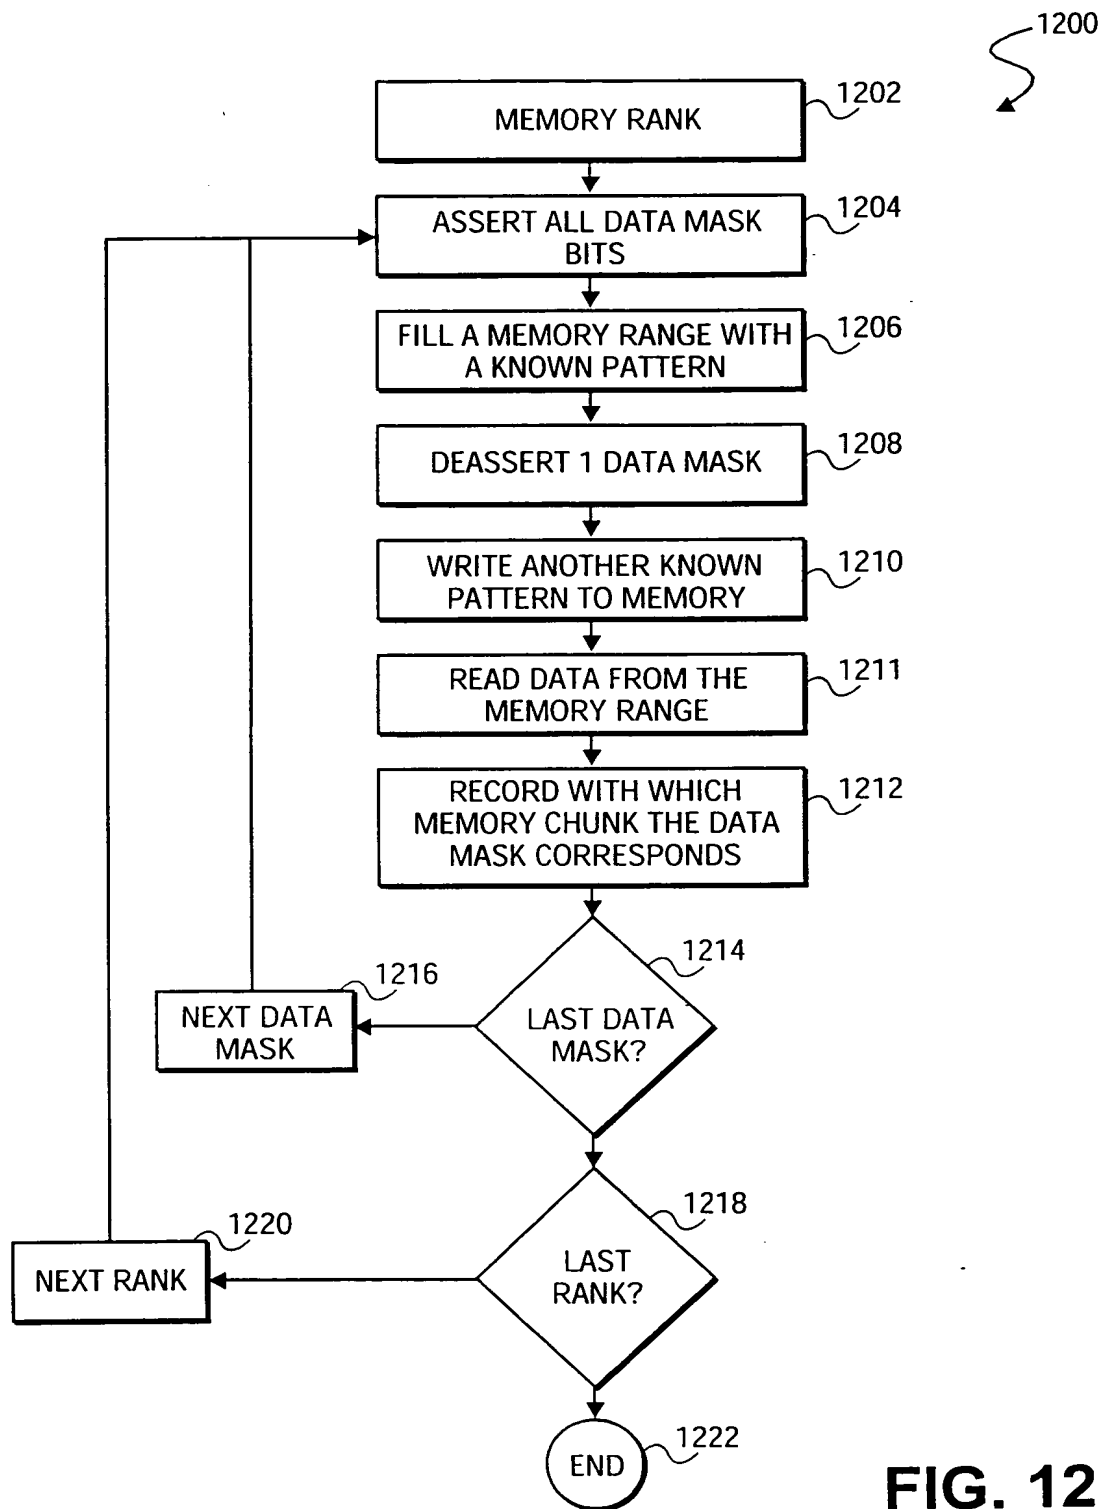 1200
MEMORY RANK
1202
ASSERT ALL DATA MASK
BITS
1204
FILL A MEMORY RANGE WITH
A KNOWN PATTERN
1206
DEASSERT 1 DATA MASK
1208
WRITE ANOTHER KNOWN
PATTERN TO MEMORY
1210
READ DATA FROM THE
MEMORY RANGE
1211
RECORD WITH WHICH
MEMORY CHUNK THE DATA
MASK CORRESPONDS
1212
LAST DATA
MASK?
1214
NEXT DATA
MASK
1216
LAST
RANK?
1218
NEXT RANK
1220
END
1222
FIG. 12